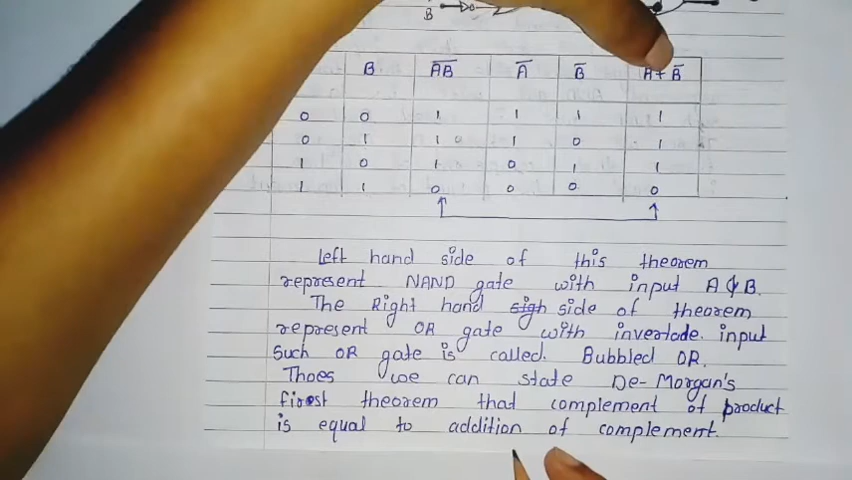 B
B A̅B̅ A̅ B̅ A̅+B̅
0 0 1 1 1 1
0 1 1 1 0 1
1 0 1 0 1 1
1 1 0 0 0 0
Left hand side of this theorem
represent NAND gate with input A & B.
The Right hand sigh side of theorem
represent OR gate with invertode. input
Such OR gate is called. Bubbled OR.
Thoes we can state De-Morgan's
first theorem that complement of product
is equal to addition of complement.